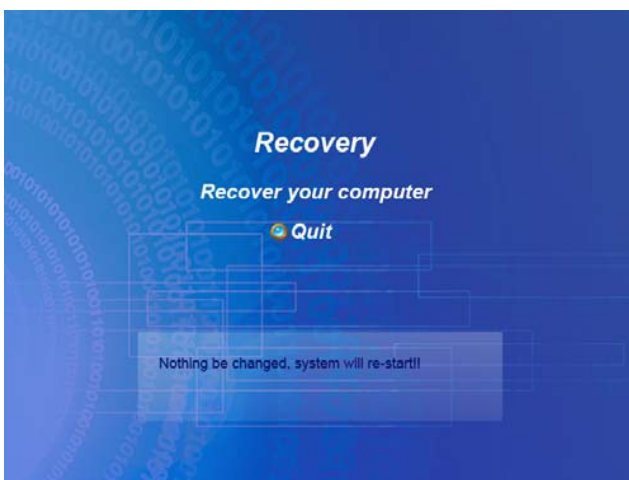 Recovery
Recover your computer
Quit
Nothing be changed, system will re-start!!